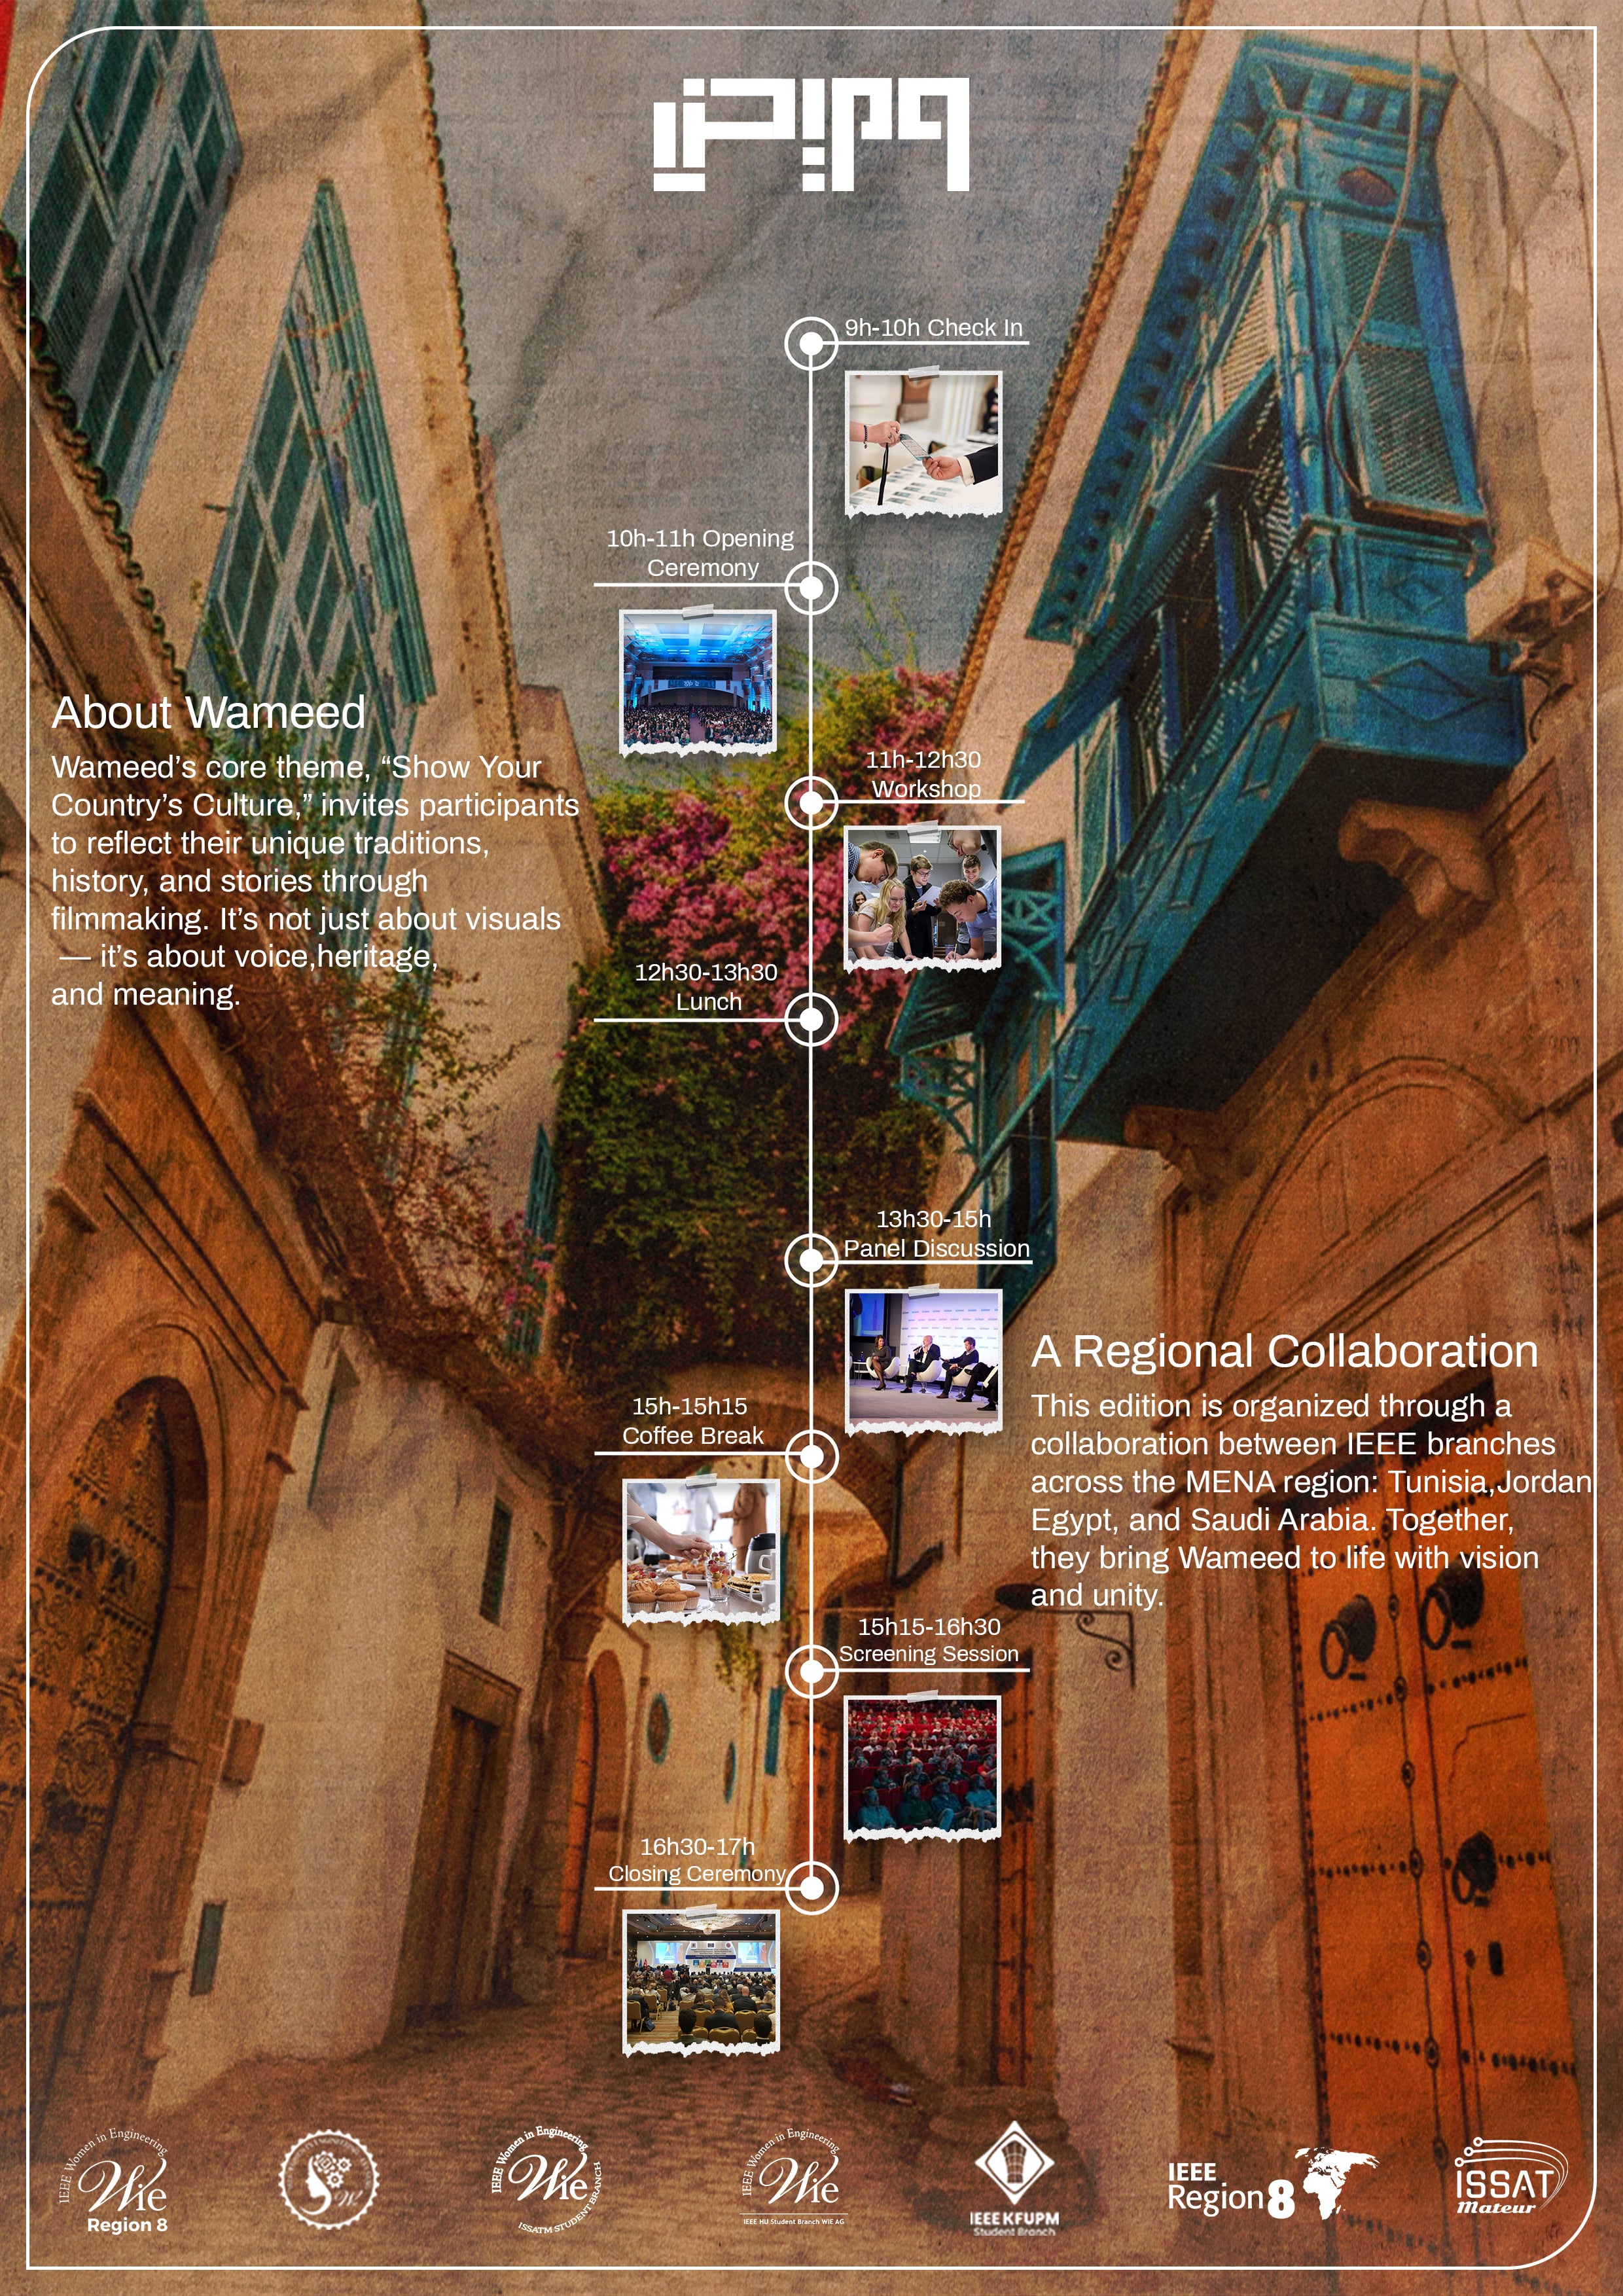 وميض
9h-10h Check In
10h-11h Opening
Ceremony
About Wameed
Wameed’s core theme, “Show Your
Country’s Culture,” invites participants
to reflect their unique traditions,
history, and stories through
filmmaking. It’s not just about visuals
— it’s about voice,heritage,
and meaning.
11h-12h30
Workshop
12h30-13h30
Lunch
13h30-15h
Panel Discussion
A Regional Collaboration
This edition is organized through a
collaboration between IEEE branches
across the MENA region: Tunisia,Jordan
Egypt, and Saudi Arabia. Together,
they bring Wameed to life with vision
and unity.
15h-15h15
Coffee Break
15h15-16h30
Screening Session
16h30-17h
Closing Ceremony
IEEE Women in Engineering
Wie
Region 8
IEEE Women in Engineering
Wie
ISSATM STUDENT BRANCH
IEEE Women in Engineering
Wie
IEEE HU Student Branch WIE AG
IEEE KFUPM
Student Branch
IEEE
Region 8
ISSAT
Mateur